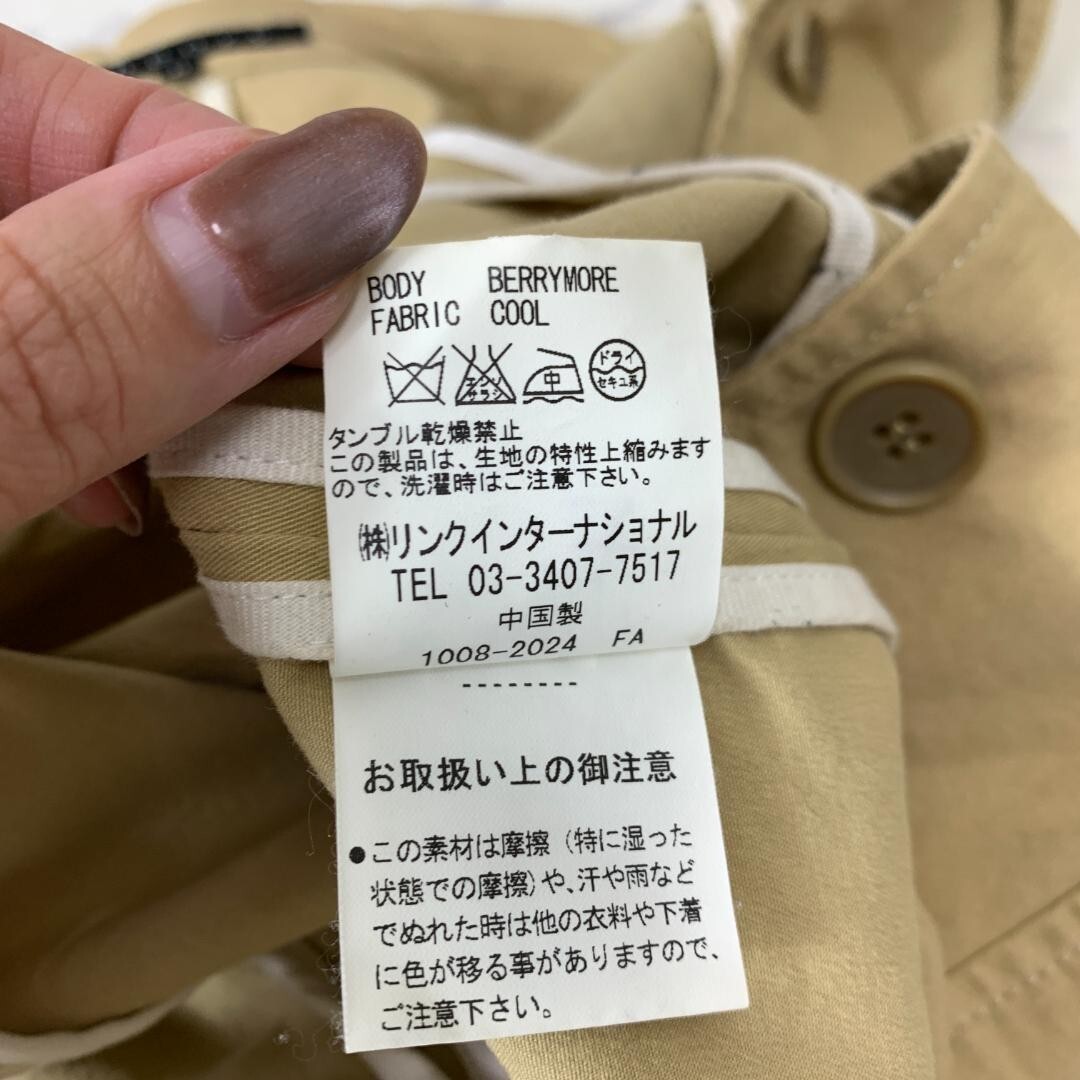 BODY BERRYMORE
FABRIC COOL
エンソ
サラシ
中
ドライ
セキユ系
タンブル乾燥禁止
この製品は、生地の特性上縮みます
ので、洗濯時はご注意下さい。
㈱リンクインターナショナル
TEL 03-3407-7517
中国製
1008-2024 FA
--------
お取扱い上の御注意
●この素材は摩擦(特に湿った
状態での摩擦)や、汗や雨など
でぬれた時は他の衣料や下着
に色が移る事がありますので、
ご注意下さい。